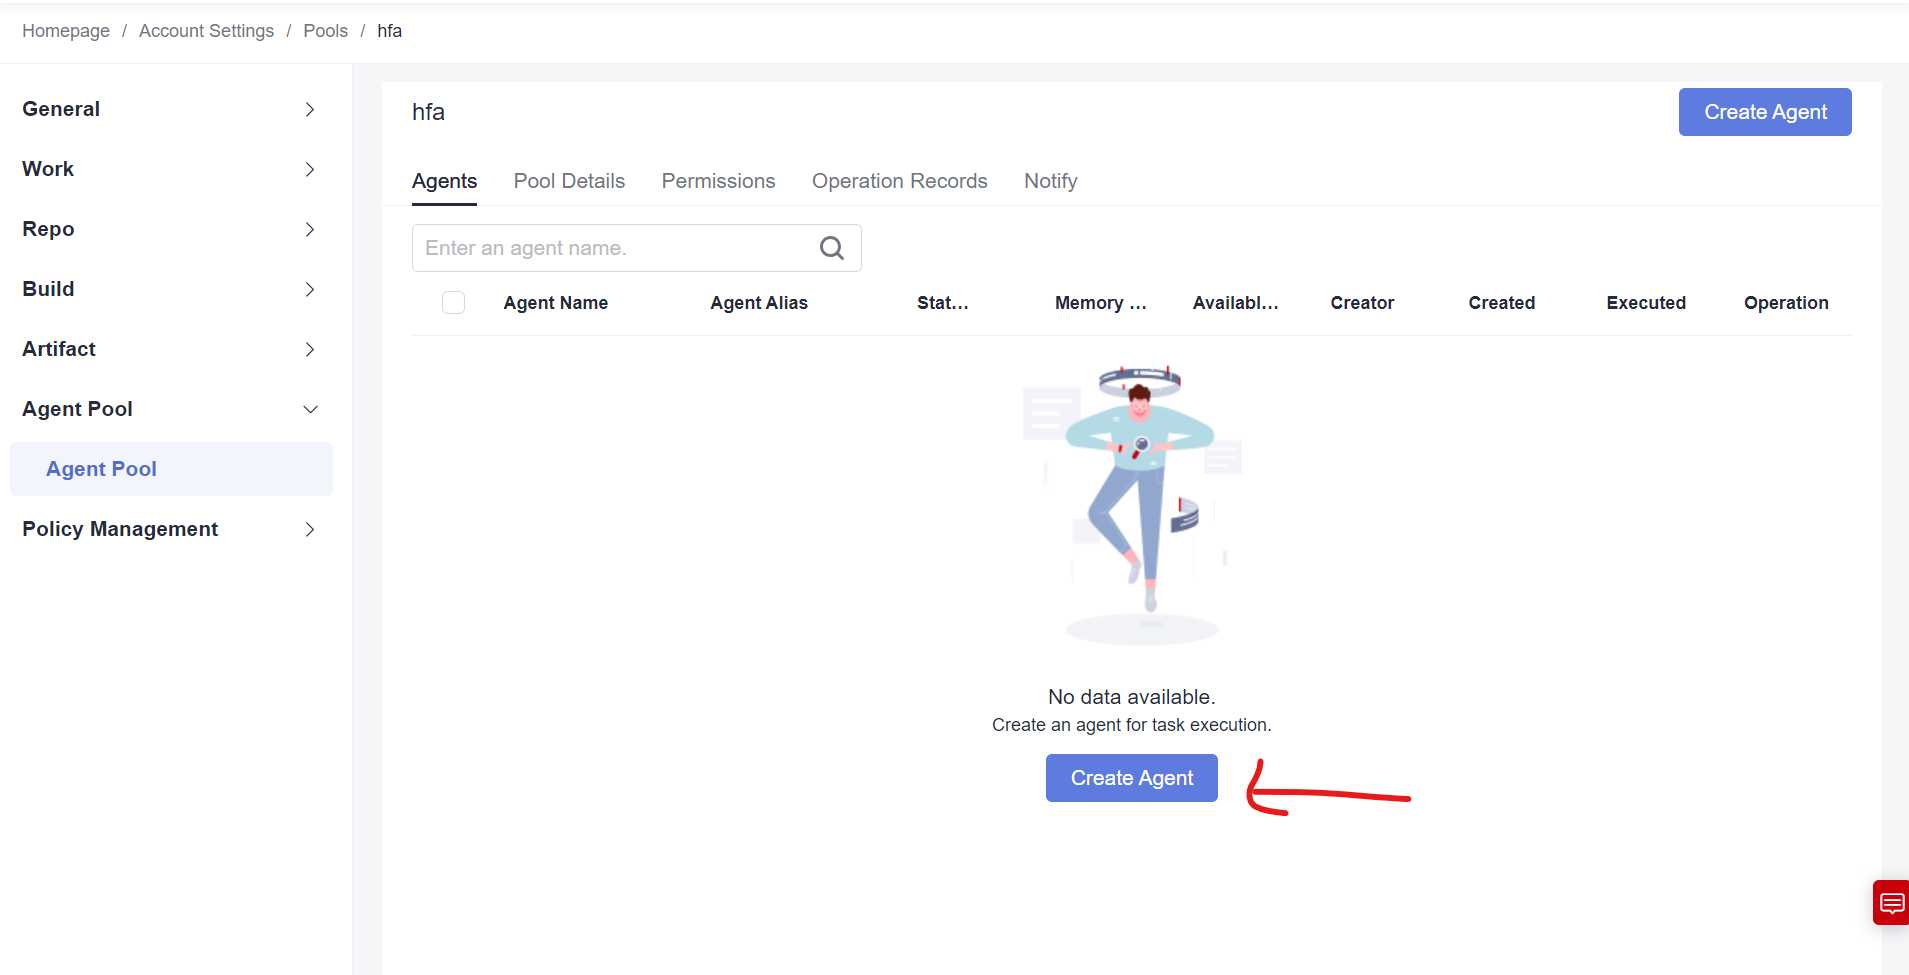 Homepage / Account Settings / Pools / hfa
General
Work
Repo
Build
Artifact
Agent Pool
Agent Pool
Policy Management
hfa
Create Agent
Agents Pool Details Permissions Operation Records Notify
Enter an agent name.
Agent Name Agent Alias Stat... Memory ... Availabl... Creator Created Executed Operation
No data available.
Create an agent for task execution.
Create Agent